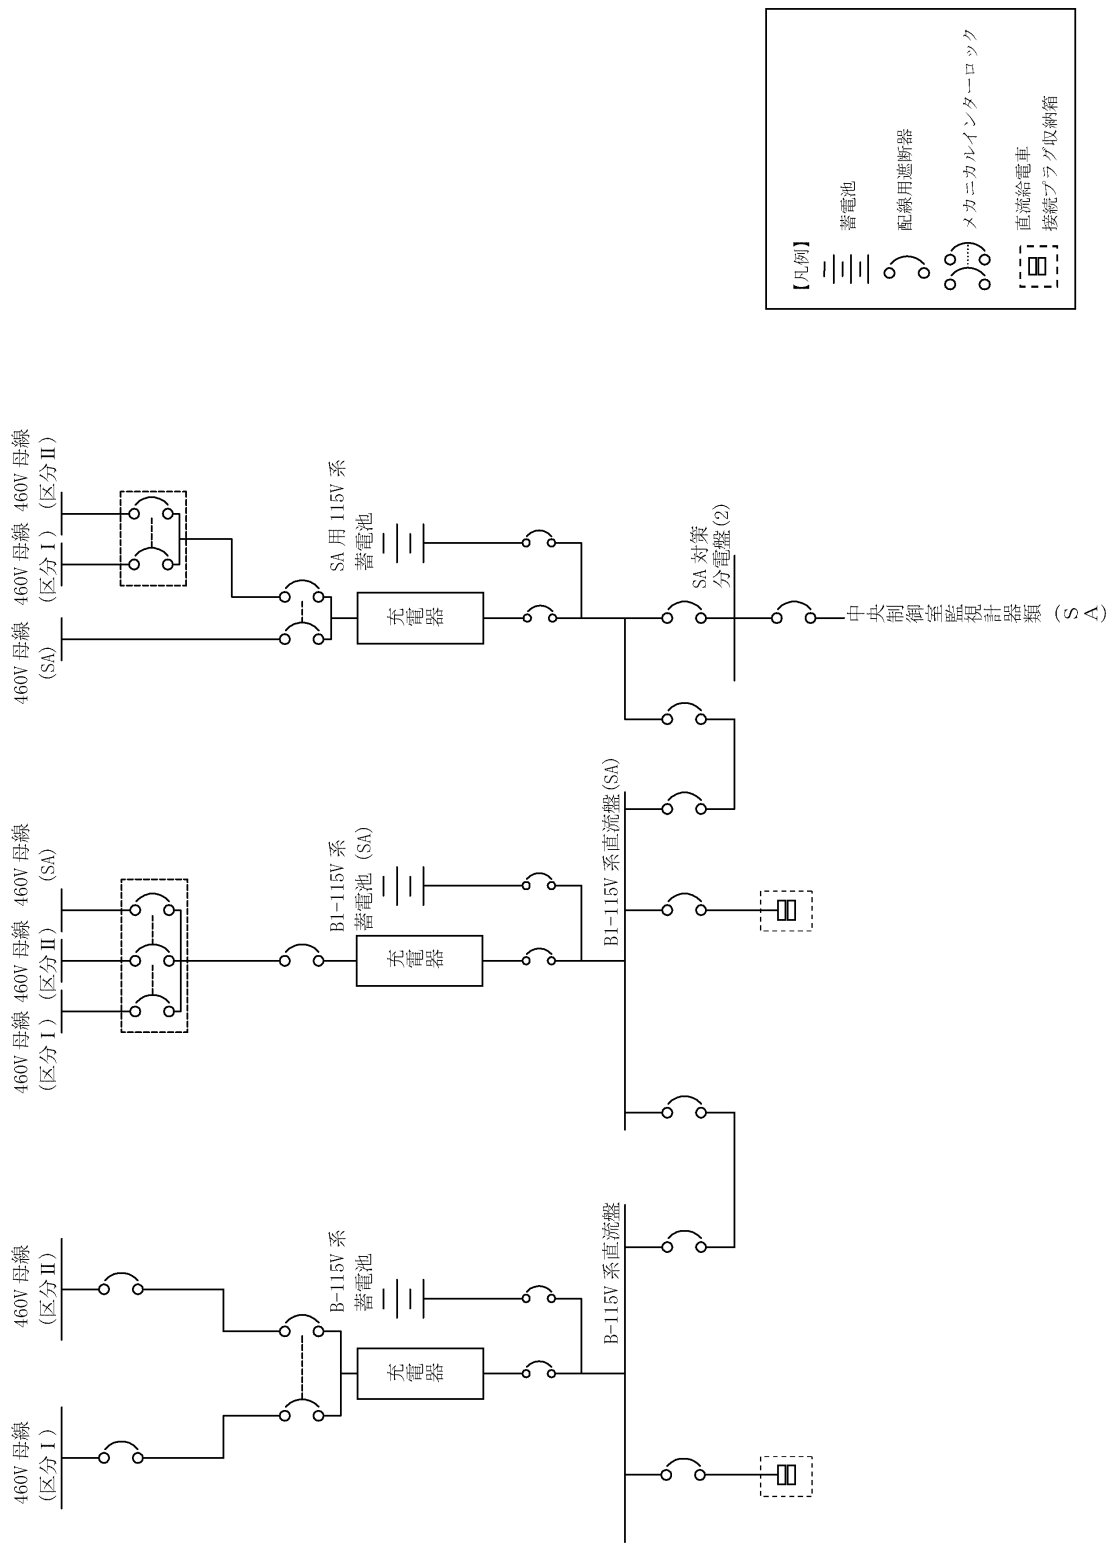 460V 母線
(区分Ⅰ)
460V 母線
(区分Ⅱ)
B-115V 系
蓄電池
充電器
B-115V 系直流盤
460V 母線
(区分Ⅰ)
460V 母線
(区分Ⅱ)
460V 母線
(SA)
B1-115V 系
蓄電池 (SA)
充電器
B1-115V 系直流盤(SA)
460V 母線
(SA)
460V 母線
(区分Ⅰ)
460V 母線
(区分Ⅱ)
SA 用 115V 系
蓄電池
充電器
SA 対策
分電盤(2)
中央制御室監視計器類(SA)
【凡例】
蓄電池
配線用遮断器
メカニカルインターロック
直流給電車
接続プラグ収納箱